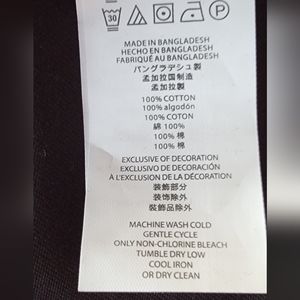 30
MADE IN BANGLADESH
HECHO EN BANGLADESH
FABRIQUÉ AU BANGLADESH
バングラデシュ製
孟加拉国制造
孟加拉製
100% COTTON
100% algodón
100% COTON
綿 100%
100% 棉
100% 棉
EXCLUSIVE OF DECORATION
EXCLUSIVO DE DECORACIÓN
À L'EXCLUSION DE LA DÉCORATION
装飾部分
装饰除外
裝飾品除外
MACHINE WASH COLD
GENTLE CYCLE
ONLY NON-CHLORINE BLEACH
TUMBLE DRY LOW
COOL IRON
OR DRY CLEAN